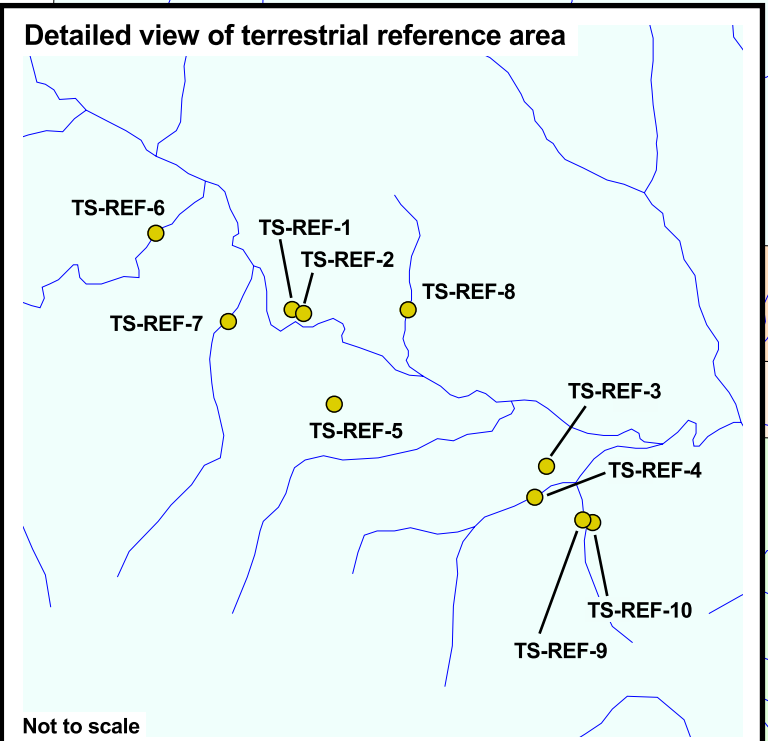 Detailed view of terrestrial reference area
TS-REF-6
TS-REF-1
TS-REF-2
TS-REF-8
TS-REF-7
TS-REF-3
TS-REF-5
TS-REF-4
TS-REF-10
TS-REF-9
Not to scale